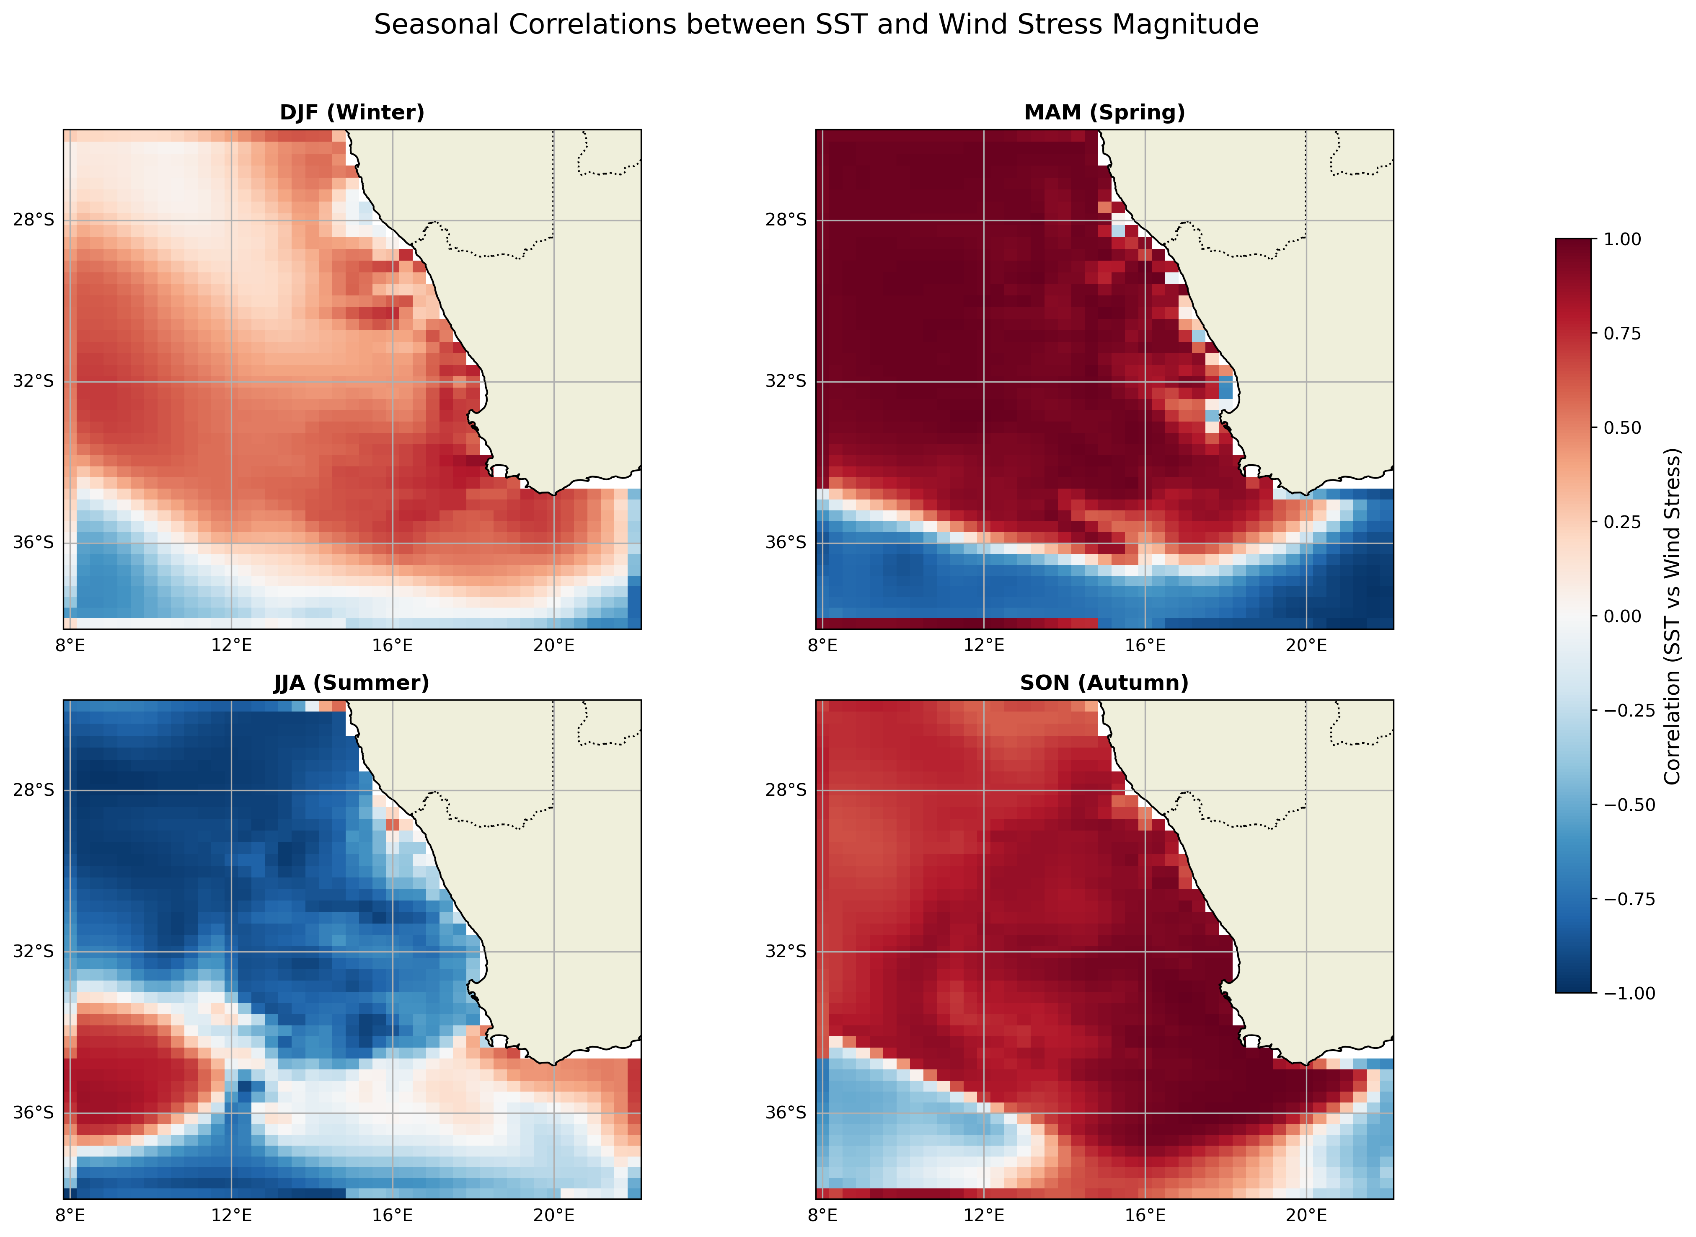 Seasonal Correlations between SST and Wind Stress Magnitude
DJF (Winter)
28°S
32°S
36°S
8°E 12°E 16°E 20°E
MAM (Spring)
28°S
32°S
36°S
8°E 12°E 16°E 20°E
JJA (Summer)
28°S
32°S
36°S
8°E 12°E 16°E 20°E
SON (Autumn)
28°S
32°S
36°S
8°E 12°E 16°E 20°E
1.00
0.75
0.50
0.25
0.00
−0.25
−0.50
−0.75
−1.00
Correlation (SST vs Wind Stress)